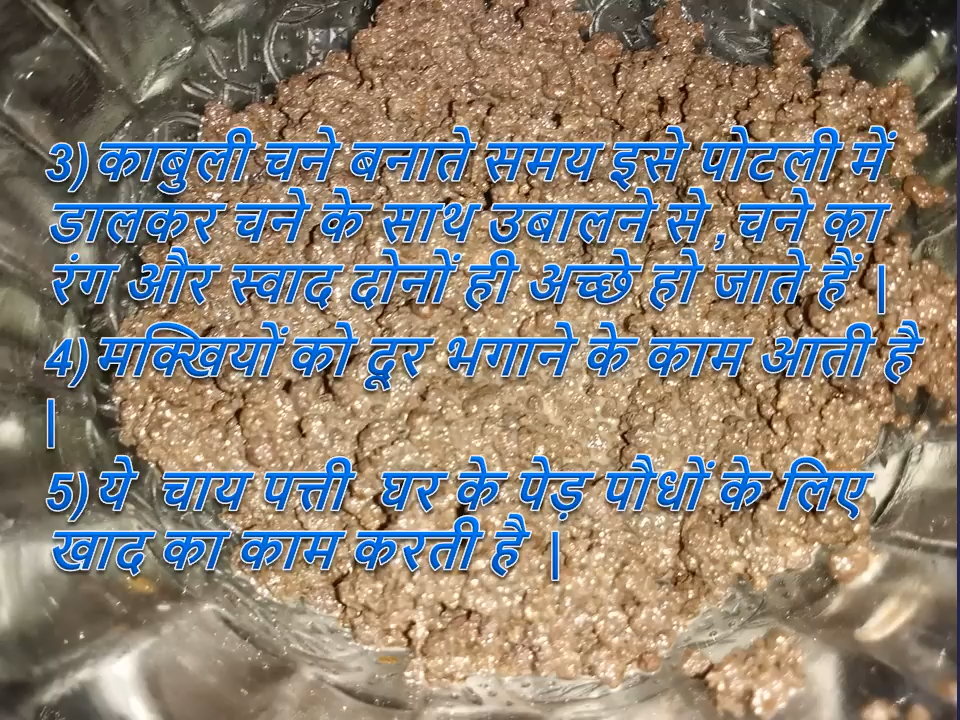 3)काबुली चने बनाते समय इसे पोटली में
डालकर चने के साथ उबालने से ,चने का
रंग और स्वाद दोनों ही अच्छे हो जाते हैं |
4)मक्खियों को दूर भगाने के काम आती है
|
5)ये चाय पत्ती घर के पेड़ पौधों के लिए
खाद का काम करती है |